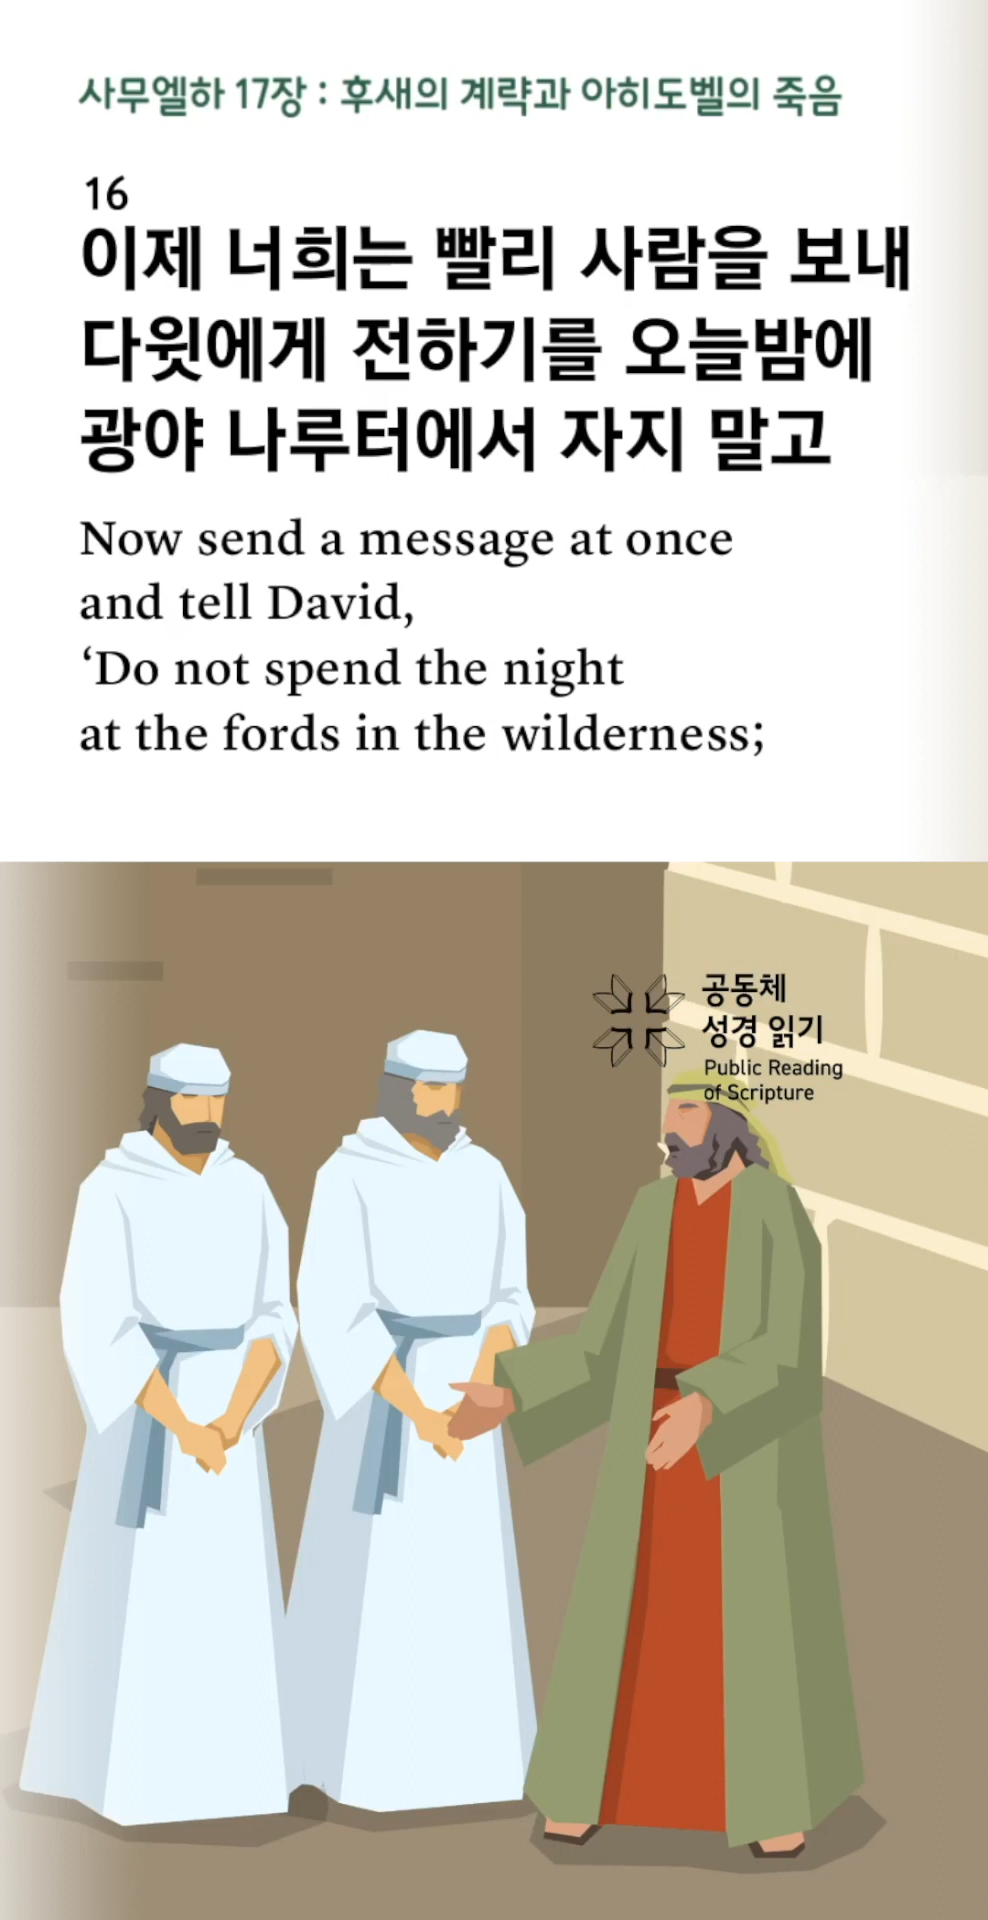 사무엘하 17장 : 후새의 계략과 아히도벨의 죽음
16
이제 너희는 빨리 사람을 보내
다윗에게 전하기를 오늘밤에
광야 나루터에서 자지 말고
Now send a message at once
and tell David,
‘Do not spend the night
at the fords in the wilderness;
공동체
성경 읽기
Public Reading
of Scripture